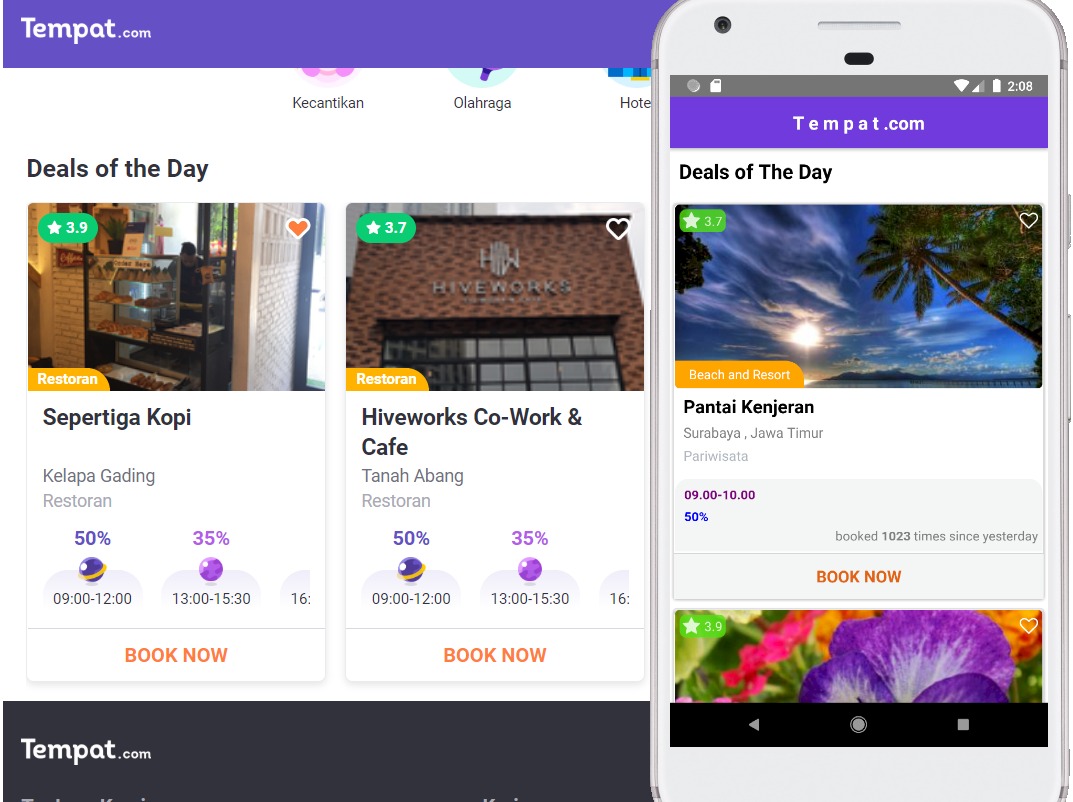 Tempat.com
Kecantikan
Olahraga
Hote
Deals of the Day
3.9
Restoran
Sepertiga Kopi
Kelapa Gading
Restoran
50%
35%
09:00-12:00
13:00-15:30
16:
BOOK NOW
3.7
HIVEWORKS
Restoran
Hiveworks Co-Work &
Cafe
Tanah Abang
Restoran
50%
35%
09:00-12:00
13:00-15:30
16:
BOOK NOW
Tempat.com
2:08
Tempat.com
Deals of The Day
3.7
Beach and Resort
Pantai Kenjeran
Surabaya , Jawa Timur
Pariwisata
09.00-10.00
50%
booked 1023 times since yesterday
BOOK NOW
3.9